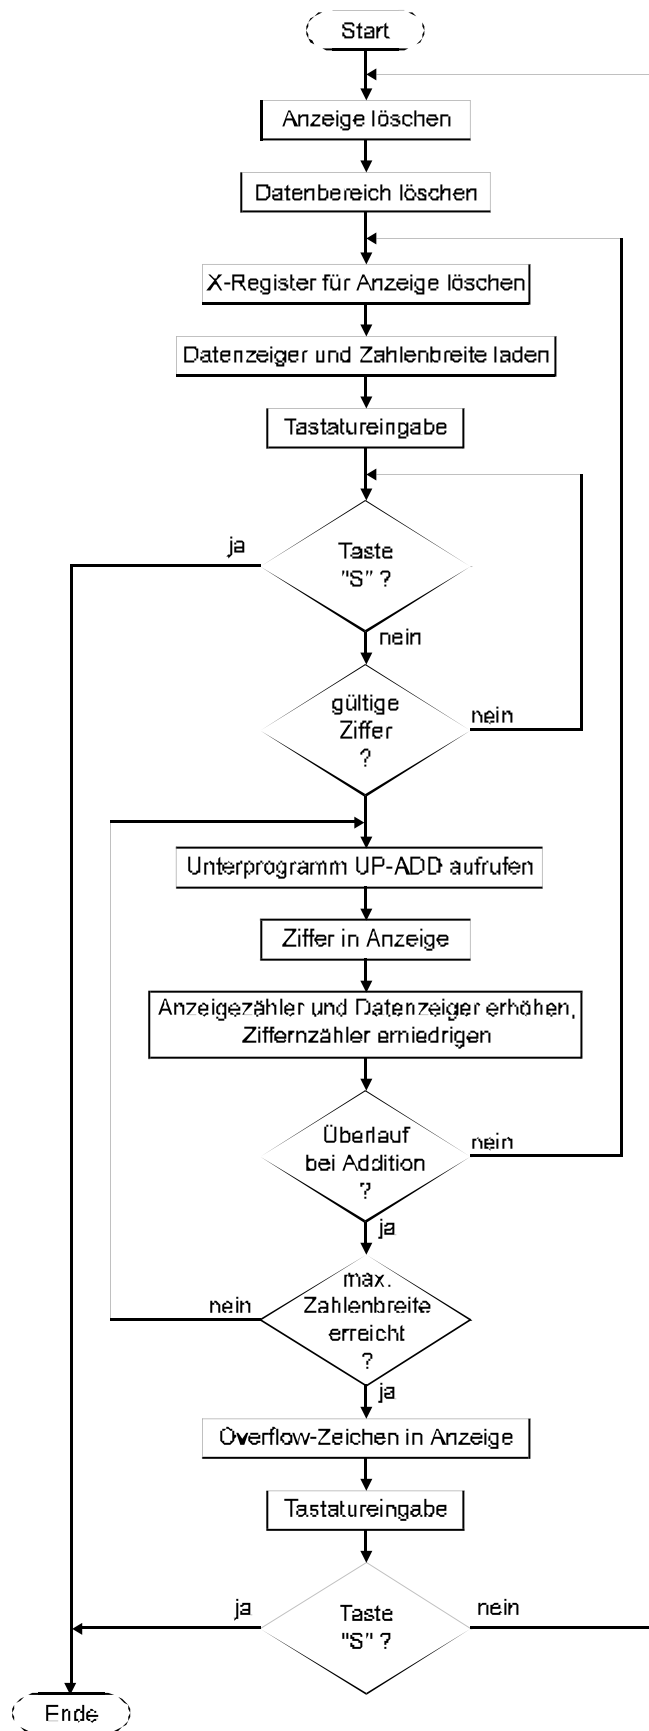 Start
Anzeige löschen
Datenbereich löschen
X-Register für Anzeige löschen
Datenzeiger und Zahlenbreite laden
Tastatureingabe
ja
Taste
"S" ?
nein
gültige
Ziffer
?
nein
Unterprogramm UP-ADD aufrufen
Ziffer in Anzeige
Anzeigezähler und Datenzeiger erhöhen,
Ziffernzähler erniedrigen
Überlauf
bei Addition
?
nein
ja
nein
max.
Zahlenbreite
erreicht
?
ja
Overflow-Zeichen in Anzeige
Tastatureingabe
ja
Taste
"S" ?
nein
Ende